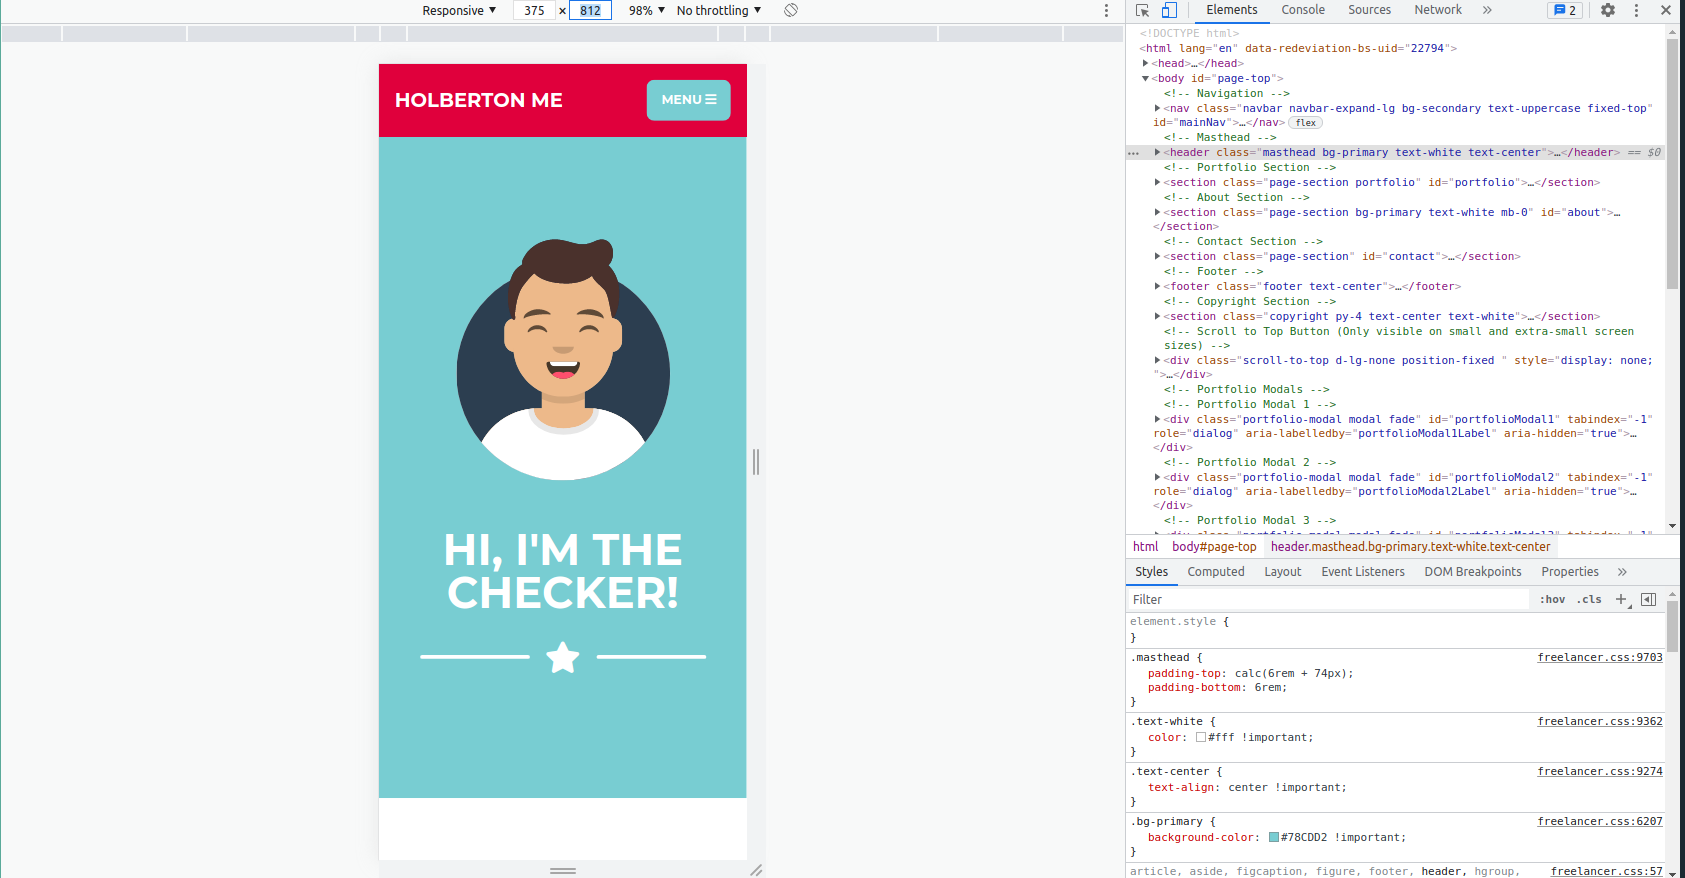 Responsive ▼ 375 × 812 98% ▼ No throttling ▼
HOLBERTON ME
MENU ☰
HI, I'M THE
CHECKER!
Elements Console Sources Network » 2
<!DOCTYPE html>
<html lang="en" data-redeviation-bs-uid="22794">
▶<head>…</head>
▼<body id="page-top">
<!-- Navigation -->
▶<nav class="navbar navbar-expand-lg bg-secondary text-uppercase fixed-top"
id="mainNav">…</nav> flex
<!-- Masthead -->
… ▶<header class="masthead bg-primary text-white text-center">…</header> == $0
<!-- Portfolio Section -->
▶<section class="page-section portfolio" id="portfolio">…</section>
<!-- About Section -->
▶<section class="page-section bg-primary text-white mb-0" id="about">…
</section>
<!-- Contact Section -->
▶<section class="page-section" id="contact">…</section>
<!-- Footer -->
▶<footer class="footer text-center">…</footer>
<!-- Copyright Section -->
▶<section class="copyright py-4 text-center text-white">…</section>
<!-- Scroll to Top Button (Only visible on small and extra-small screen
sizes) -->
▶<div class="scroll-to-top d-lg-none position-fixed " style="display: none;
">…</div>
<!-- Portfolio Modals -->
<!-- Portfolio Modal 1 -->
▶<div class="portfolio-modal modal fade" id="portfolioModal1" tabindex="-1"
role="dialog" aria-labelledby="portfolioModal1Label" aria-hidden="true">…
</div>
<!-- Portfolio Modal 2 -->
▶<div class="portfolio-modal modal fade" id="portfolioModal2" tabindex="-1"
role="dialog" aria-labelledby="portfolioModal2Label" aria-hidden="true">…
</div>
<!-- Portfolio Modal 3 -->
html body#page-top header.masthead.bg-primary.text-white.text-center
Styles Computed Layout Event Listeners DOM Breakpoints Properties »
Filter :hov .cls +
element.style {
}
.masthead { freelancer.css:9703
padding-top: calc(6rem + 74px);
padding-bottom: 6rem;
}
.text-white { freelancer.css:9362
color: #fff !important;
}
.text-center { freelancer.css:9274
text-align: center !important;
}
.bg-primary { freelancer.css:6207
background-color: #78CDD2 !important;
}
article, aside, figcaption, figure, footer, header, hgroup, freelancer.css:57